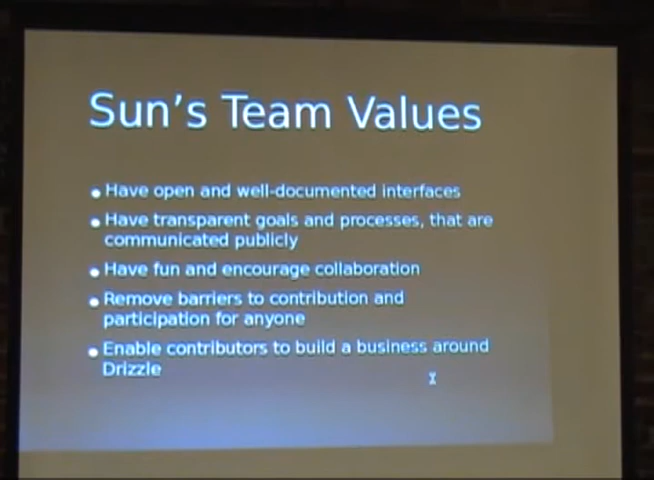 Sun's Team Values
• Have open and well-documented interfaces
• Have transparent goals and processes, that are
communicated publicly
• Have fun and encourage collaboration
• Remove barriers to contribution and
participation for anyone
• Enable contributors to build a business around
Drizzle